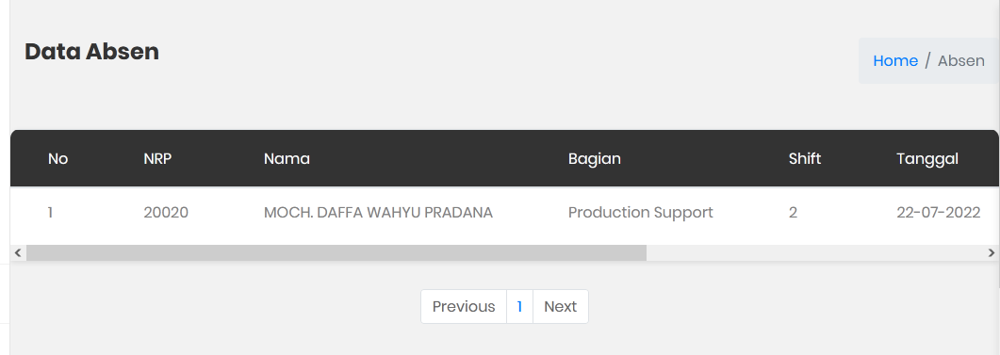 Data Absen
Home / Absen
No NRP Nama Bagian Shift Tanggal
1 20020 MOCH. DAFFA WAHYU PRADANA Production Support 2 22-07-2022
Previous 1 Next